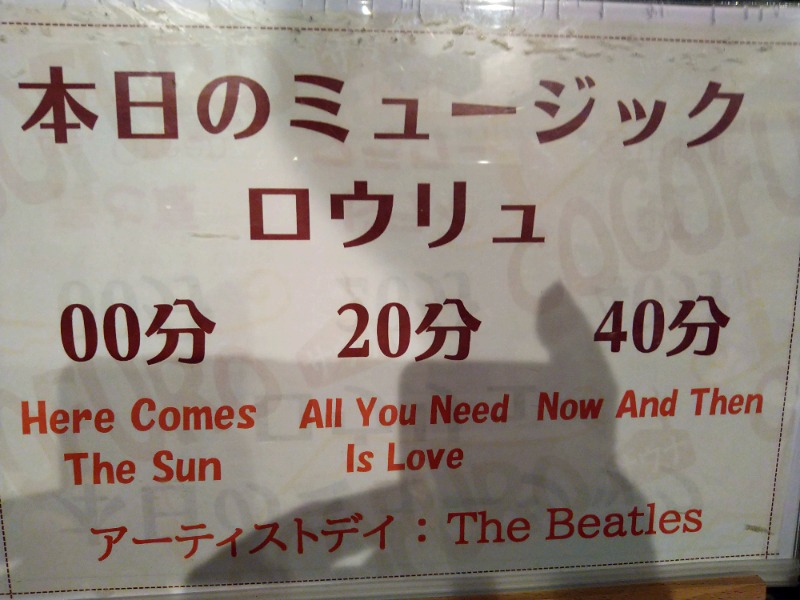 本日のミュージック
ロウリュ
00分 20分 40分
Here Comes All You Need Now And Then
The Sun Is Love
アーティストデイ：The Beatles